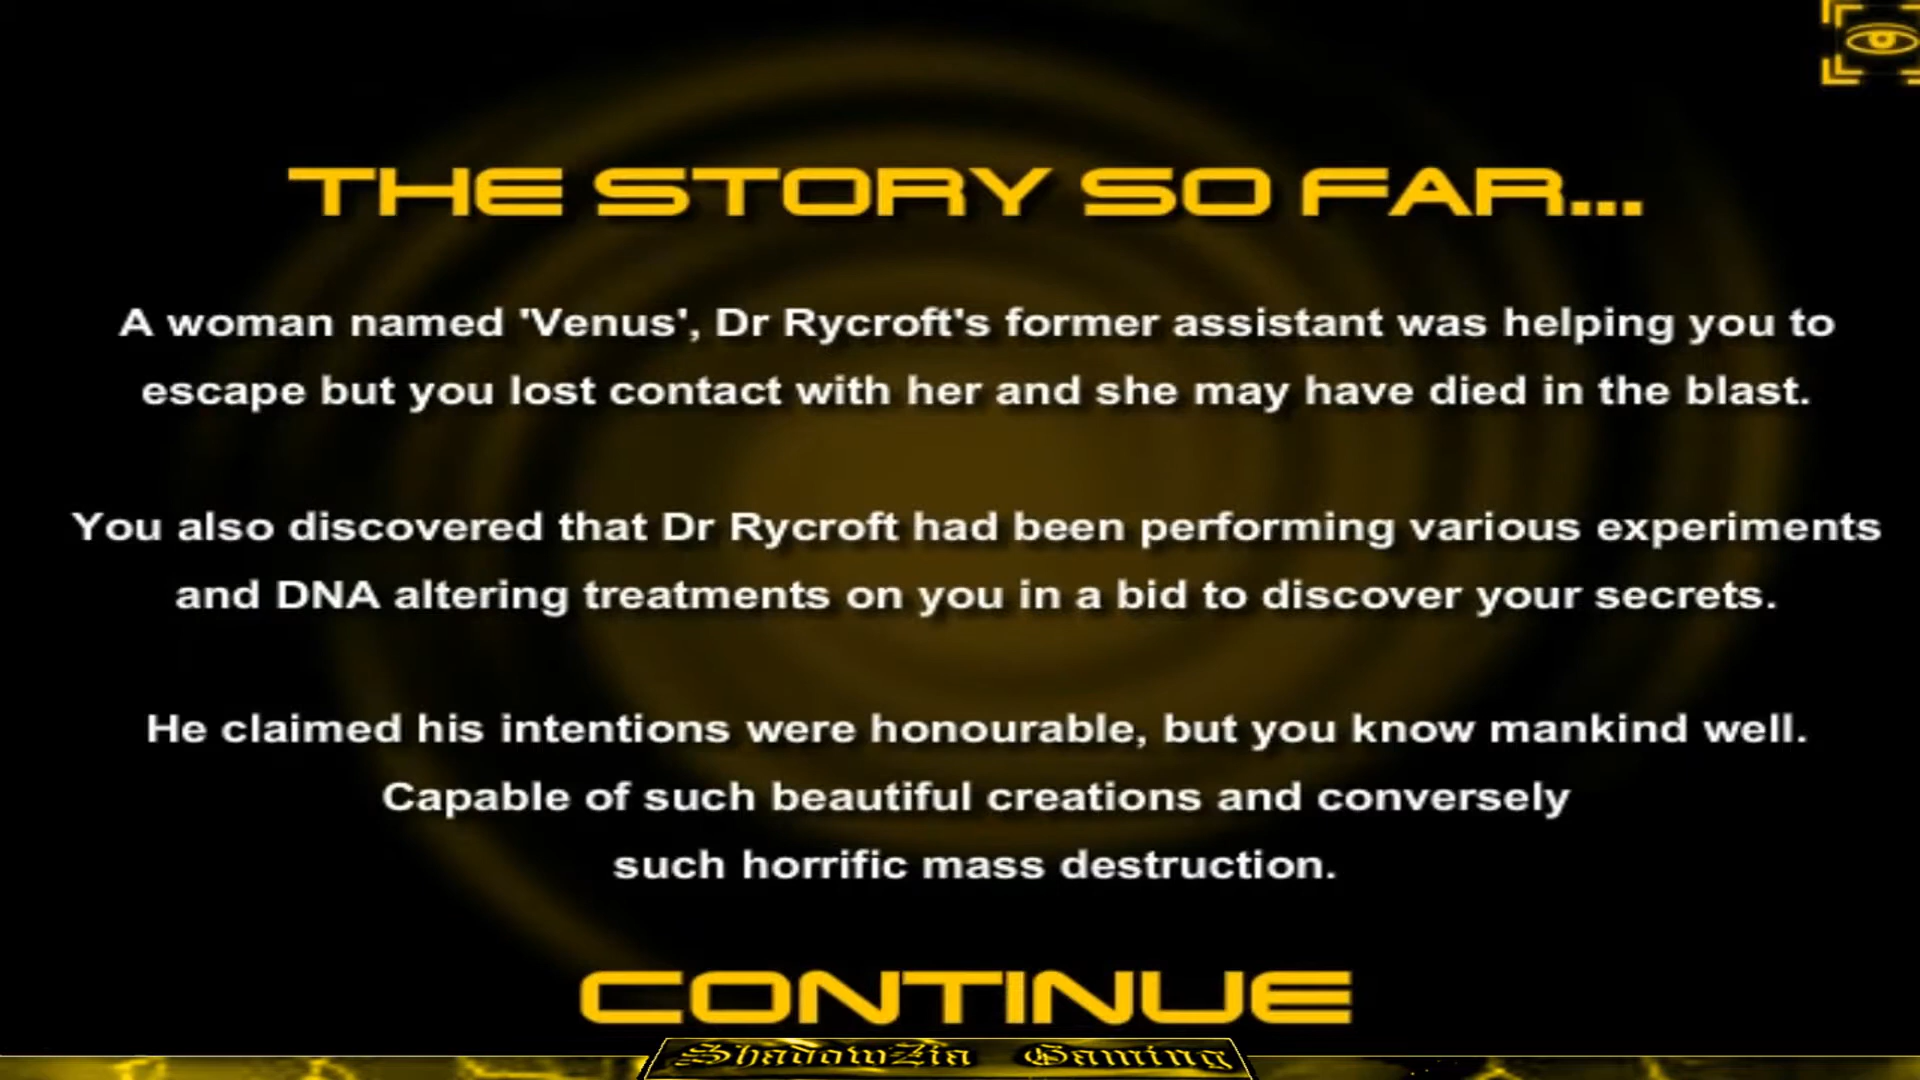 THE STORY SO FAR...
A woman named 'Venus', Dr Rycroft's former assistant was helping you to
escape but you lost contact with her and she may have died in the blast.
You also discovered that Dr Rycroft had been performing various experiments
and DNA altering treatments on you in a bid to discover your secrets.
He claimed his intentions were honourable, but you know mankind well.
Capable of such beautiful creations and conversely
such horrific mass destruction.
CONTINUE
ShadowZia Gaming